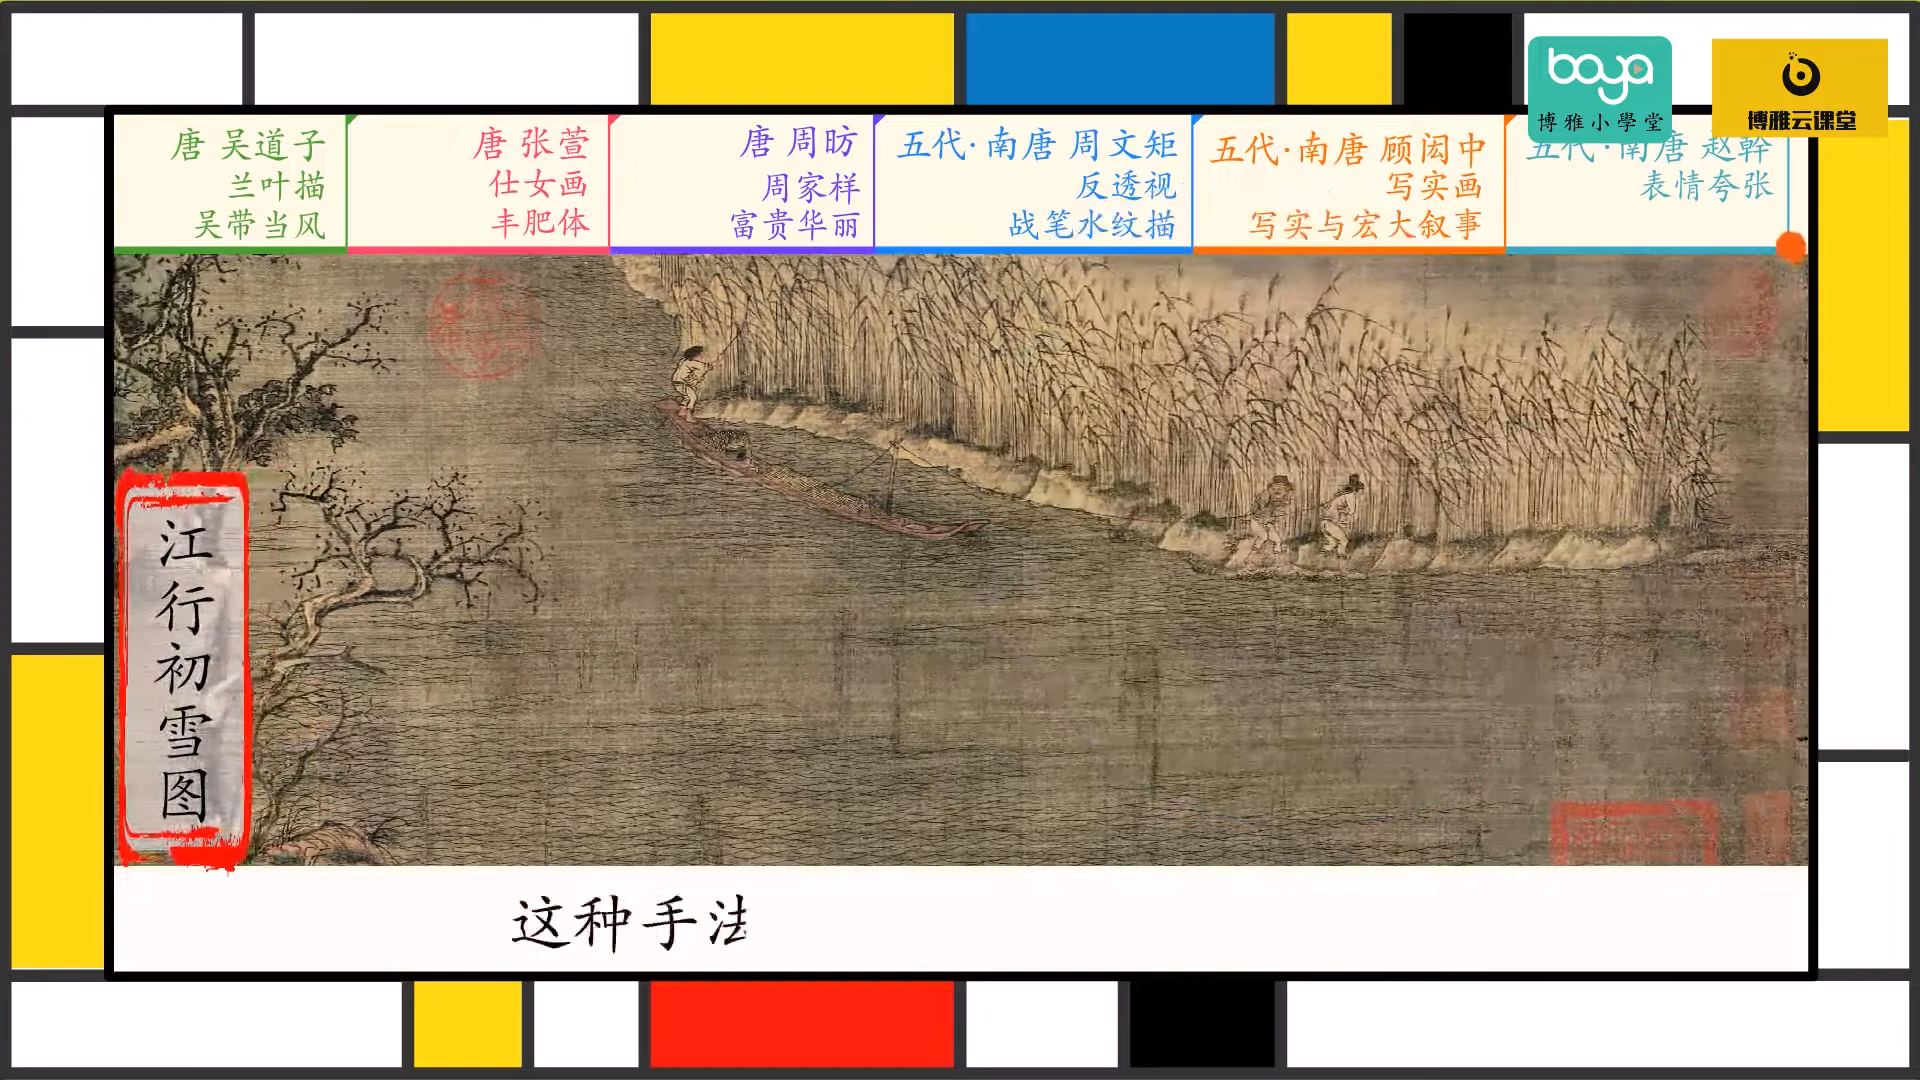 boya
博雅小學堂
博雅云课堂
唐 吴道子
兰叶描
吴带当风
唐 张萱
仕女画
丰肥体
唐 周昉
周家样
富贵华丽
五代·南唐 周文矩
反透视
战笔水纹描
五代·南唐 顾闳中
写实画
写实与宏大叙事
五代·南唐 赵幹
表情夸张
江行初雪图
这种手法